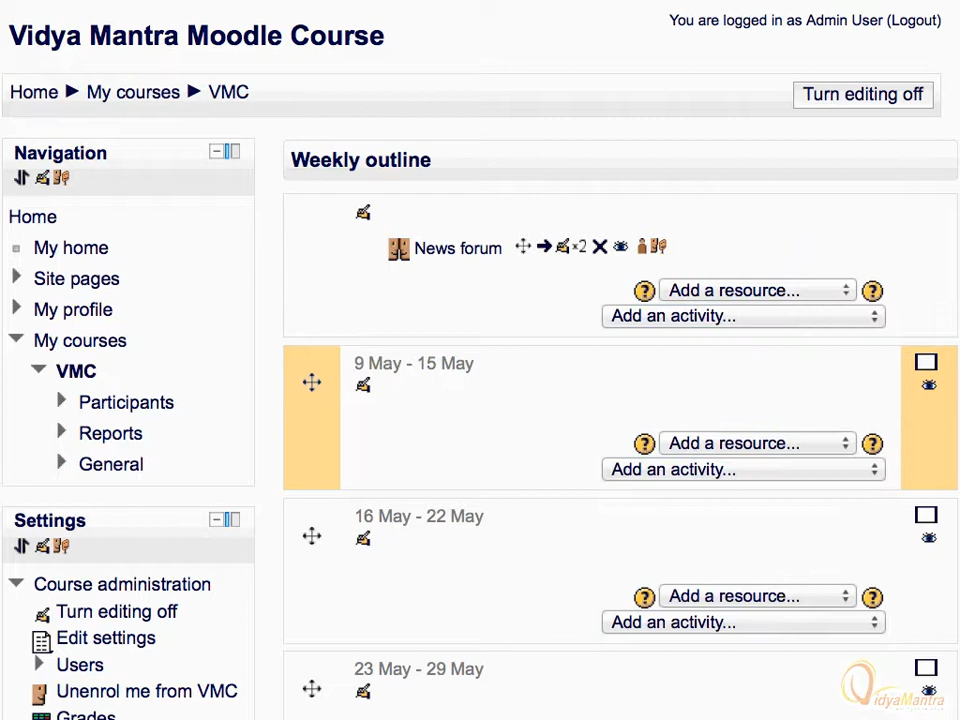 Vidya Mantra Moodle Course
You are logged in as Admin User (Logout)
Home ► My courses ► VMC
Turn editing off
Navigation
Home
My home
Site pages
My profile
My courses
VMC
Participants
Reports
General
Settings
Course administration
Turn editing off
Edit settings
Users
Unenrol me from VMC
Grades
Weekly outline
News forum
×2
Add a resource...
Add an activity...
9 May - 15 May
Add a resource...
Add an activity...
16 May - 22 May
Add a resource...
Add an activity...
23 May - 29 May
VidyaMantra